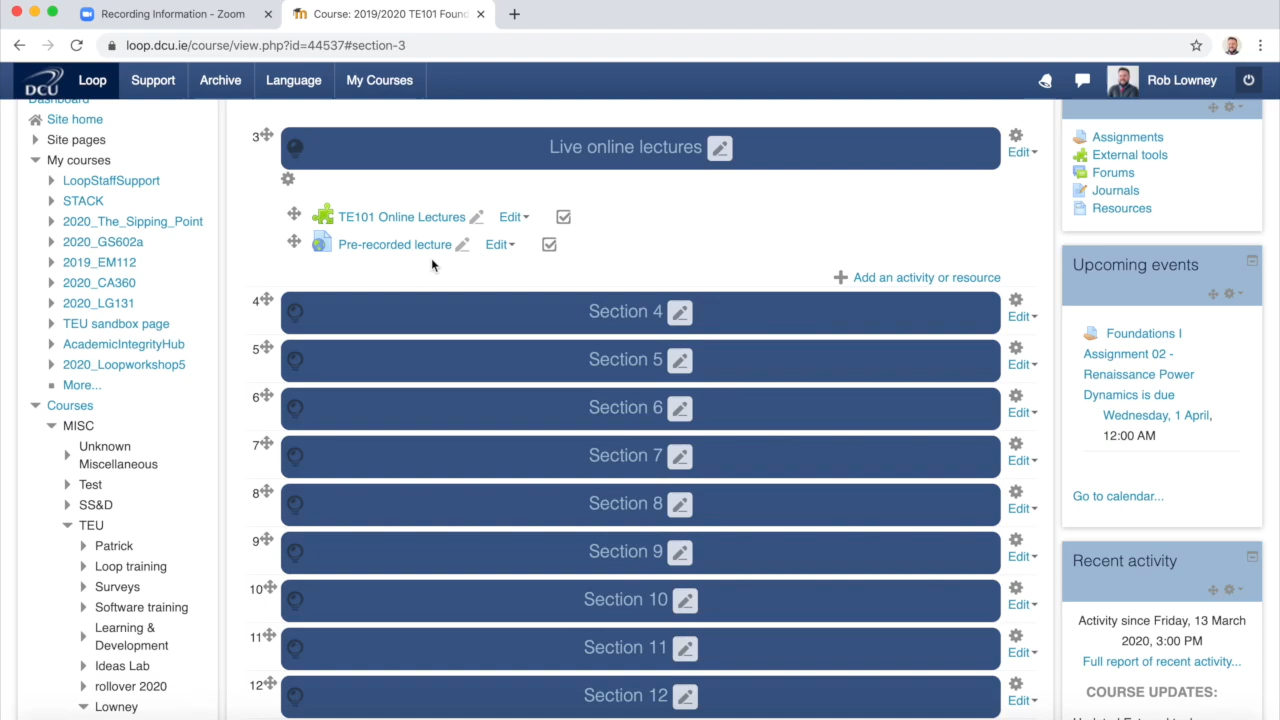 Recording Information - Zoom
Course: 2019/2020 TE101 Found
loop.dcu.ie/course/view.php?id=44537#section-3
DCU
Loop
Support
Archive
Language
My Courses
Rob Lowney
Dashboard
Site home
Site pages
My courses
LoopStaffSupport
STACK
2020_The_Sipping_Point
2020_GS602a
2019_EM112
2020_CA360
2020_LG131
TEU sandbox page
AcademicIntegrityHub
2020_Loopworkshop5
More...
Courses
MISC
Unknown
Miscellaneous
Test
SS&D
TEU
Patrick
Loop training
Surveys
Software training
Learning &
Development
Ideas Lab
rollover 2020
Lowney
3
Live online lectures
Edit
TE101 Online Lectures
Edit
Pre-recorded lecture
Edit
Add an activity or resource
4
Section 4
Edit
5
Section 5
Edit
6
Section 6
Edit
7
Section 7
Edit
8
Section 8
Edit
9
Section 9
Edit
10
Section 10
Edit
11
Section 11
Edit
12
Section 12
Edit
Assignments
External tools
Forums
Journals
Resources
Upcoming events
Foundations I
Assignment 02 -
Renaissance Power
Dynamics is due
Wednesday, 1 April,
12:00 AM
Go to calendar...
Recent activity
Activity since Friday, 13 March
2020, 3:00 PM
Full report of recent activity...
COURSE UPDATES: